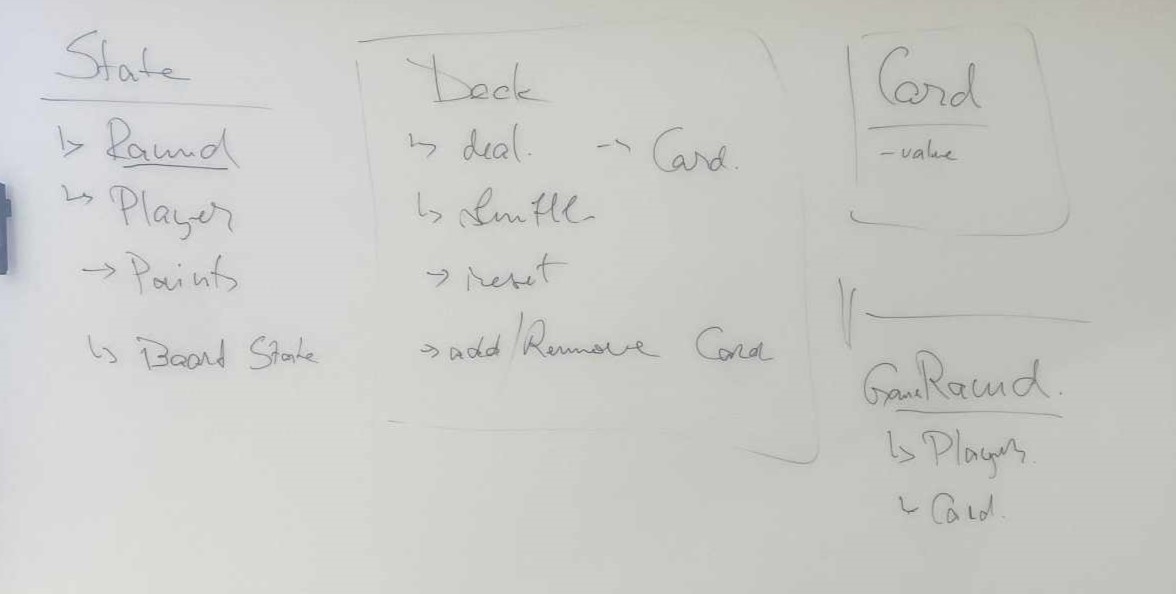 State
↳ Round
↳ Player
→ Points
↳ Board State
Deck
↳ deal. → Card.
↳ shuffle
→ reset
→ add/Remove Card
Card
- value
GameRound.
↳ Players.
↳ Card.